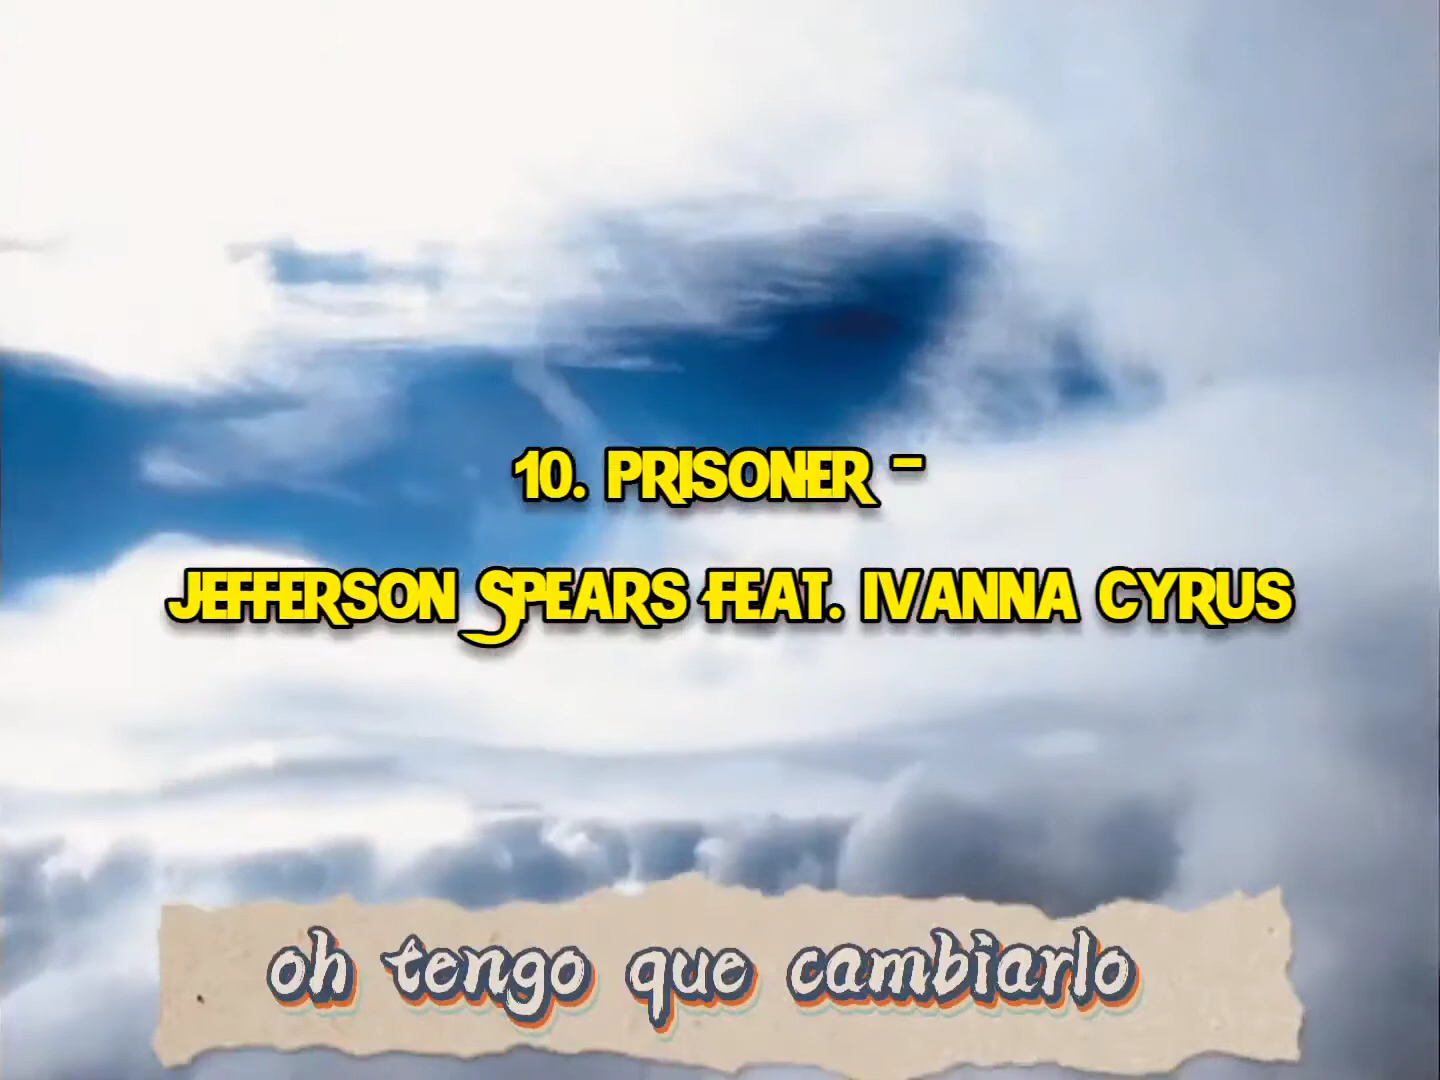 10. PRISONER -
JEFFERSON SPEARS FEAT. IVANNA CYRUS
oh tengo que cambiarlo